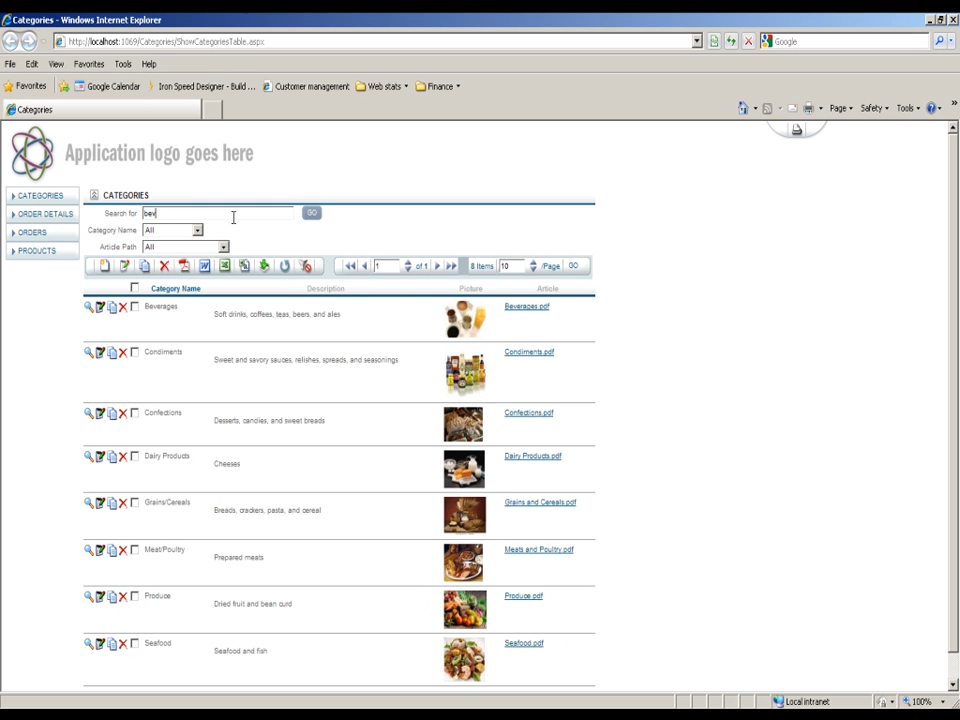 Categories - Windows Internet Explorer
http://localhost:1069/Categories/ShowCategoriesTable.aspx
Google
File Edit View Favorites Tools Help
Favorites Google Calendar Iron Speed Designer - Build ... Customer management Web stats Finance
Categories
Page Safety Tools
Application logo goes here
CATEGORIES
ORDER DETAILS
ORDERS
PRODUCTS
CATEGORIES
Search for bev GO
Category Name All
Article Path All
1 of 1 8 Items 10 /Page GO
Category Name Description Picture Article
Beverages Soft drinks, coffees, teas, beers, and ales Beverages.pdf
Condiments Sweet and savory sauces, relishes, spreads, and seasonings Condiments.pdf
Confections Desserts, candies, and sweet breads Confections.pdf
Dairy Products Cheeses Dairy Products.pdf
Grains/Cereals Breads, crackers, pasta, and cereal Grains and Cereals.pdf
Meat/Poultry Prepared meats Meats and Poultry.pdf
Produce Dried fruit and bean curd Produce.pdf
Seafood Seafood and fish Seafood.pdf
Local intranet 100%